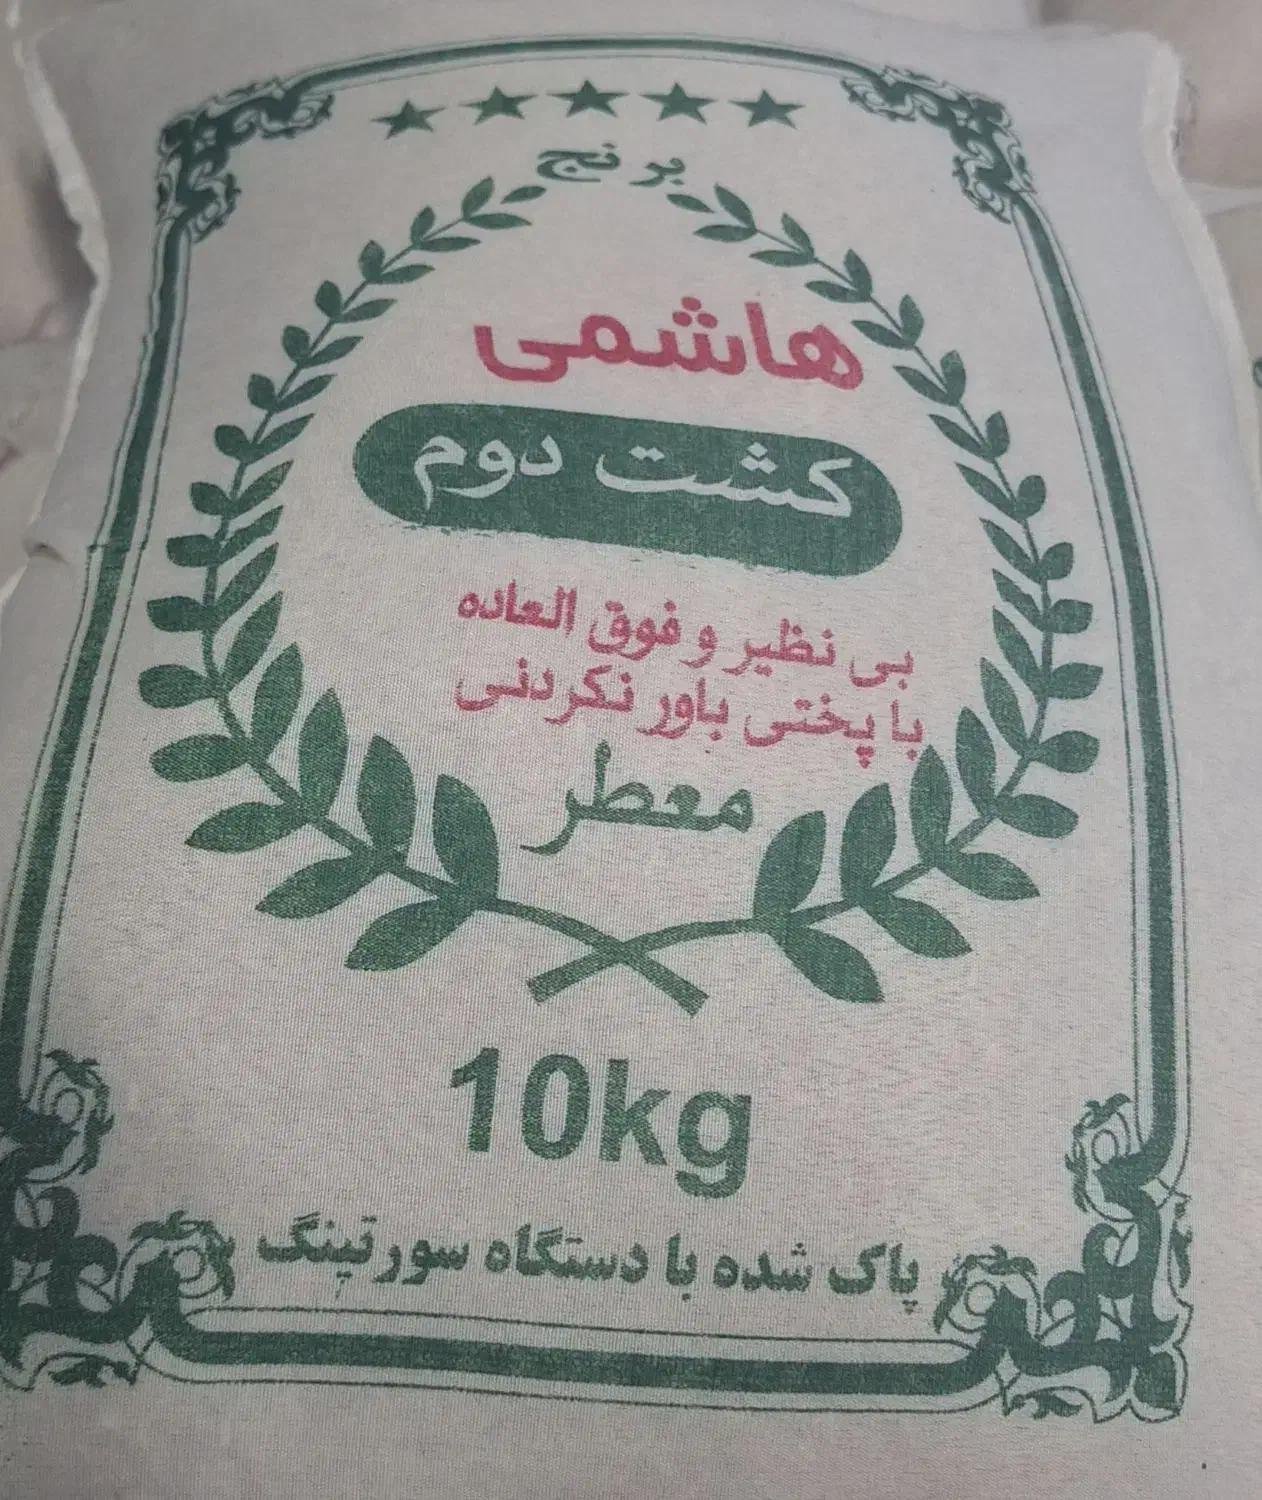 برنج
هاشمی
کشت دوم
بی نظیر و فوق العاده
با پختی باور نکردنی
معطر
10kg
پاک شده با دستگاه سورتینگ